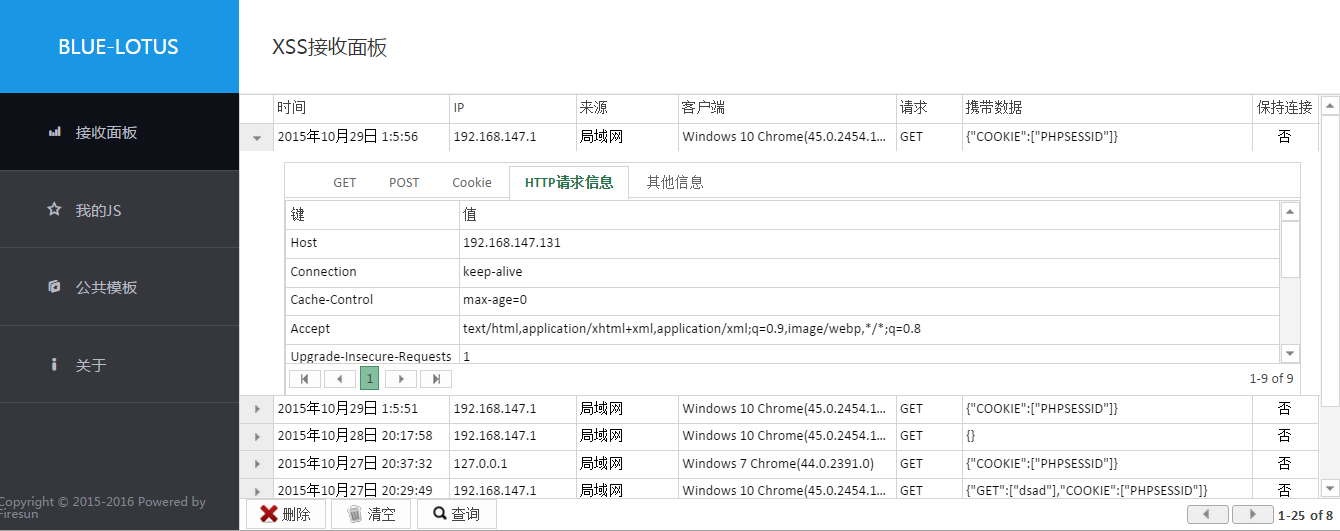 BLUE-LOTUS
XSS接收面板
接收面板
我的JS
公共模板
关于
Copyright © 2015-2016 Powered by
Firesun
时间 IP 来源 客户端 请求 携带数据 保持连接
2015年10月29日 1:5:56 192.168.147.1 局域网 Windows 10 Chrome(45.0.2454.1... GET {"COOKIE":["PHPSESSID"]} 否
GET POST Cookie HTTP请求信息 其他信息
键 值
Host 192.168.147.131
Connection keep-alive
Cache-Control max-age=0
Accept text/html,application/xhtml+xml,application/xml;q=0.9,image/webp,*/*;q=0.8
Upgrade-Insecure-Requests 1
1 1-9 of 9
2015年10月29日 1:5:51 192.168.147.1 局域网 Windows 10 Chrome(45.0.2454.1... GET {"COOKIE":["PHPSESSID"]} 否
2015年10月28日 20:17:58 192.168.147.1 局域网 Windows 10 Chrome(45.0.2454.1... GET {} 否
2015年10月27日 20:37:32 127.0.0.1 局域网 Windows 7 Chrome(44.0.2391.0) GET {"COOKIE":["PHPSESSID"]} 否
2015年10月27日 20:29:49 192.168.147.1 局域网 Windows 10 Chrome(45.0.2454.1... GET {"GET":["dsad"],"COOKIE":["PHPSESSID"]} 否
删除 清空 查询 1-25 of 8